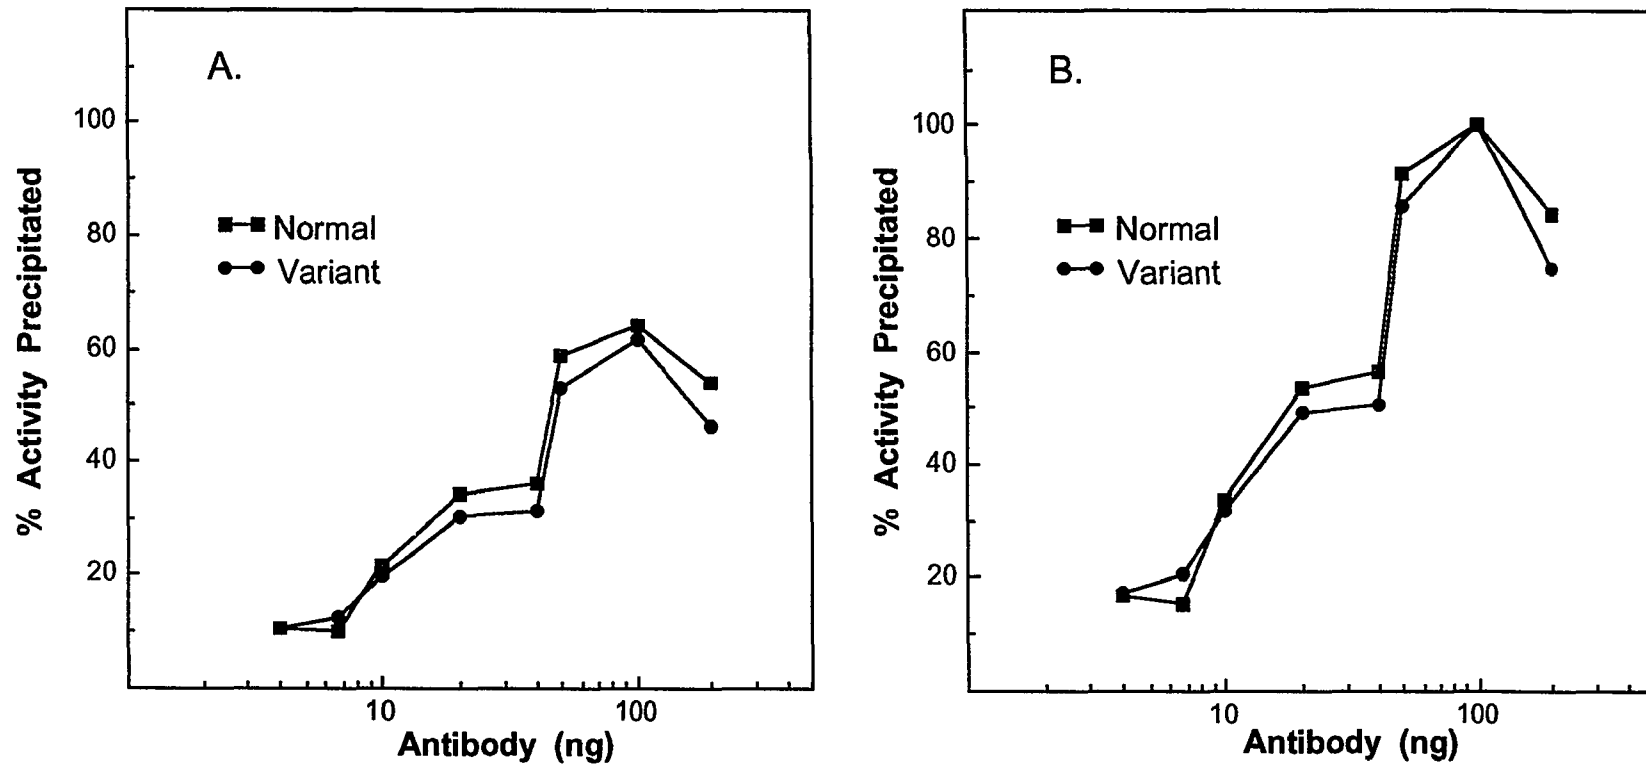 A.
% Activity Precipitated
100
80
60
40
20
Normal
Variant
10 100
Antibody (ng)
B.
% Activity Precipitated
100
80
60
40
20
Normal
Variant
10 100
Antibody (ng)